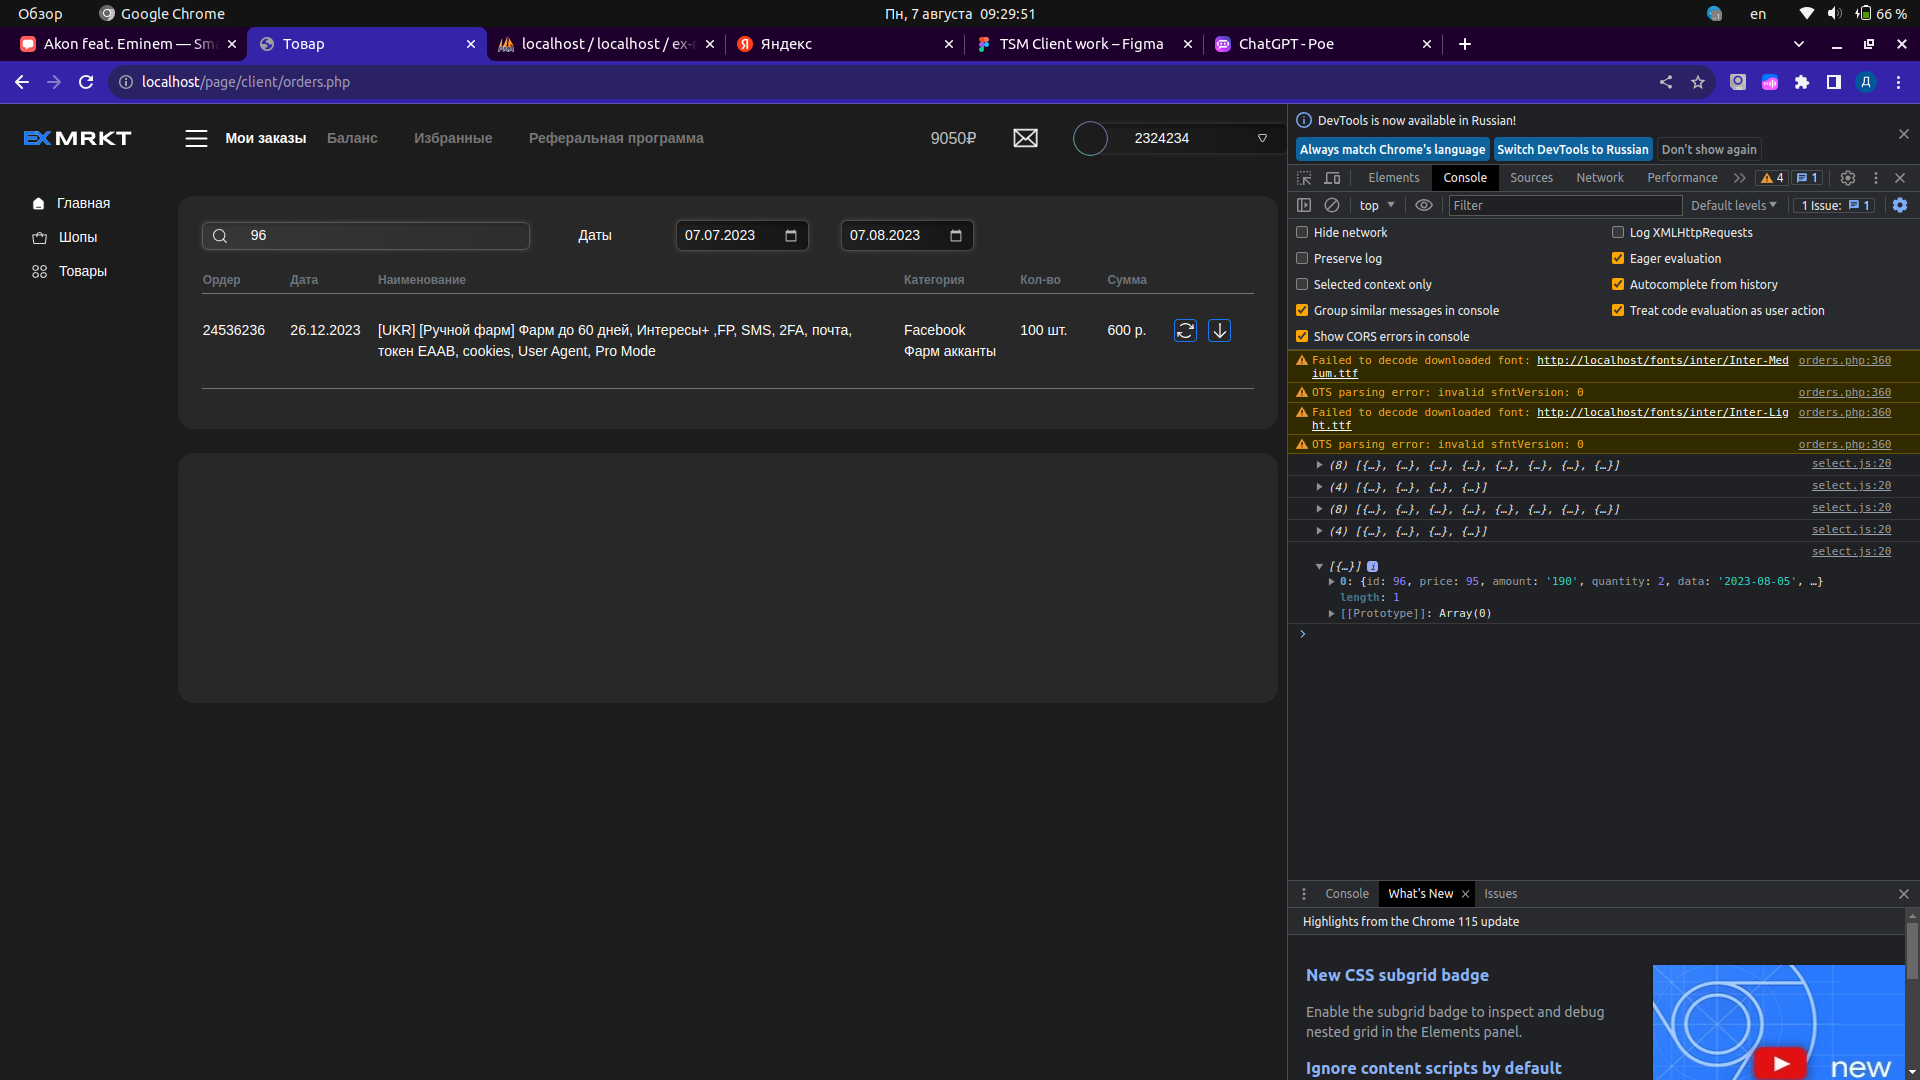 Обзор
Google Chrome
Пн, 7 августа 09:29:51
en
66 %
Akon feat. Eminem — Sm
Товар
localhost / localhost / ex-r
Яндекс
TSM Client work – Figma
ChatGPT - Poe
localhost/page/client/orders.php
Д
EXMRKT
Мои заказы
Баланс
Избранные
Реферальная программа
9050₽
2324234
Главная
Шопы
Товары
96
Даты
07.07.2023
07.08.2023
Ордер
Дата
Наименование
Категория
Кол-во
Сумма
24536236
26.12.2023
[UKR] [Ручной фарм] Фарм до 60 дней, Интересы+ ,FP, SMS, 2FA, почта,
токен EAAB, cookies, User Agent, Pro Mode
Facebook
Фарм акканты
100 шт.
600 р.
DevTools is now available in Russian!
Always match Chrome's language
Switch DevTools to Russian
Don't show again
Elements
Console
Sources
Network
Performance
4
1
top
Filter
Default levels
1 Issue:
1
Hide network
Log XMLHttpRequests
Preserve log
Eager evaluation
Selected context only
Autocomplete from history
Group similar messages in console
Treat code evaluation as user action
Show CORS errors in console
Failed to decode downloaded font: http://localhost/fonts/inter/Inter-Med
ium.ttf
orders.php:360
OTS parsing error: invalid sfntVersion: 0
orders.php:360
Failed to decode downloaded font: http://localhost/fonts/inter/Inter-Lig
ht.ttf
orders.php:360
OTS parsing error: invalid sfntVersion: 0
orders.php:360
(8) [{…}, {…}, {…}, {…}, {…}, {…}, {…}, {…}]
select.js:20
(4) [{…}, {…}, {…}, {…}]
select.js:20
(8) [{…}, {…}, {…}, {…}, {…}, {…}, {…}, {…}]
select.js:20
(4) [{…}, {…}, {…}, {…}]
select.js:20
select.js:20
[{…}] i
0: {id: 96, price: 95, amount: '190', quantity: 2, data: '2023-08-05', …}
length: 1
[[Prototype]]: Array(0)
Console
What's New
Issues
Highlights from the Chrome 115 update
New CSS subgrid badge
Enable the subgrid badge to inspect and debug
nested grid in the Elements panel.
Ignore content scripts by default
new